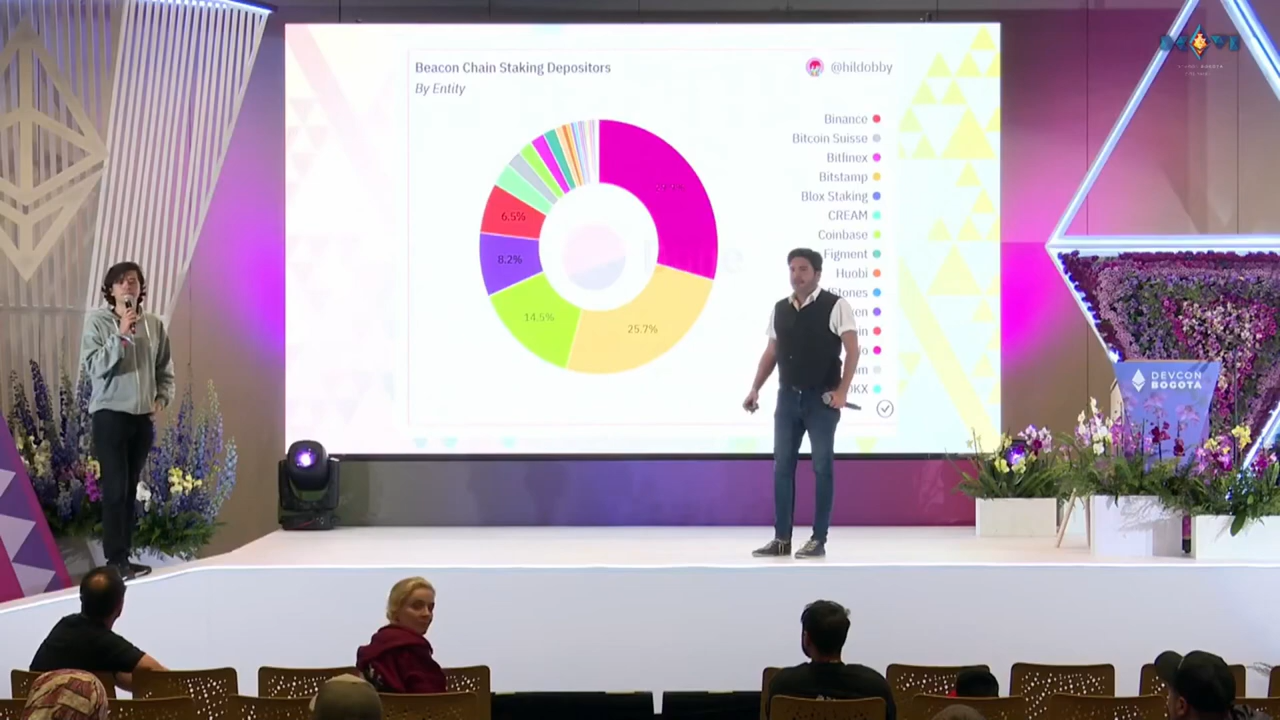 Beacon Chain Staking Depositors
@hildobby
By Entity
Binance
Bitcoin Suisse
Bitfinex
Bitstamp
Blox Staking
CREAM
Coinbase
Figment
Huobi
OKX
6.5%
8.2%
14.5%
25.7%
DEVCON
BOGOTA